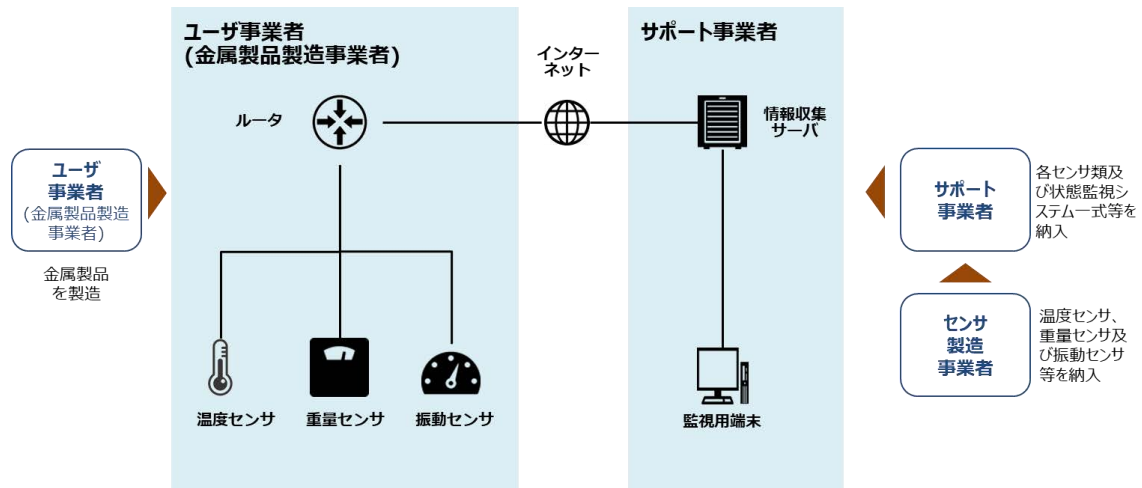 ユーザ事業者
(金属製品製造事業者)
インター
ネット
サポート事業者
ルータ
情報収集
サーバ
ユーザ
事業者
(金属製品製造
事業者)
金属製品
を製造
サポート
事業者
各センサ類及
び状態監視シ
ステム一式等を
納入
センサ
製造
事業者
温度センサ、
重量センサ及
び振動センサ
等を納入
温度センサ
重量センサ
振動センサ
監視用端末